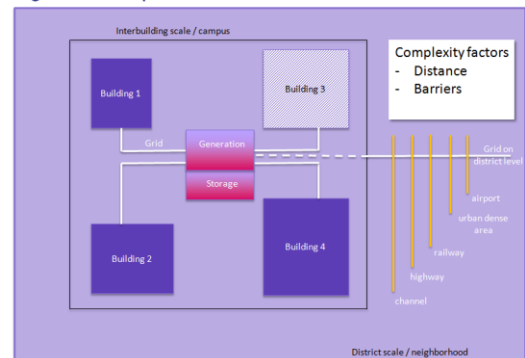 Interbuilding scale / campus
Complexity factors
- Distance
- Barriers
Building 1
Building 3
Grid
Generation
Storage
Grid on
district level
Building 2
Building 4
airport
urban dense
area
railway
highway
channel
District scale / neighborhood